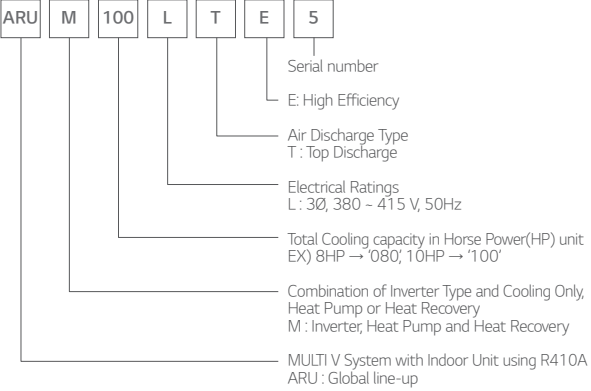 ARU M 100 L T E 5
Serial number
E: High Efficiency
Air Discharge Type
T : Top Discharge
Electrical Ratings
L : 3Ø, 380 ~ 415 V, 50Hz
Total Cooling capacity in Horse Power(HP) unit
EX) 8HP → ‘080’, 10HP → ‘100’
Combination of Inverter Type and Cooling Only,
Heat Pump or Heat Recovery
M : Inverter, Heat Pump and Heat Recovery
MULTI V System with Indoor Unit using R410A
ARU : Global line-up